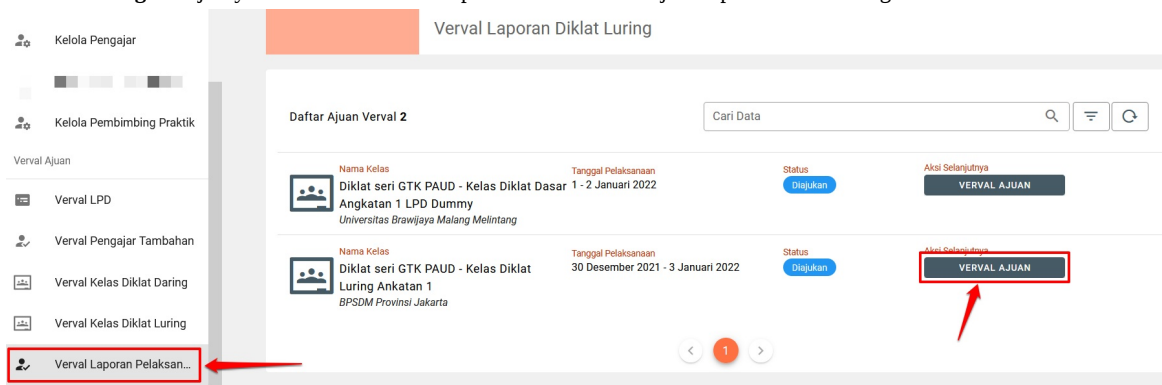 Verval Laporan Diklat Luring
Kelola Pengajar
Kelola Pembimbing Praktik
Verval Ajuan
Verval LPD
Verval Pengajar Tambahan
Verval Kelas Diklat Daring
Verval Kelas Diklat Luring
Verval Laporan Pelaksan...
Daftar Ajuan Verval 2
Cari Data
Nama Kelas
Tanggal Pelaksanaan
Status
Aksi Selanjutnya
Diklat seri GTK PAUD - Kelas Diklat Dasar
1 - 2 Januari 2022
Diajukan
VERVAL AJUAN
Angkatan 1 LPD Dummy
Universitas Brawijaya Malang Melintang
Nama Kelas
Tanggal Pelaksanaan
Status
Aksi Selanjutnya
Diklat seri GTK PAUD - Kelas Diklat
30 Desember 2021 - 3 Januari 2022
Diajukan
VERVAL AJUAN
Luring Ankatan 1
BPSDM Provinsi Jakarta
1